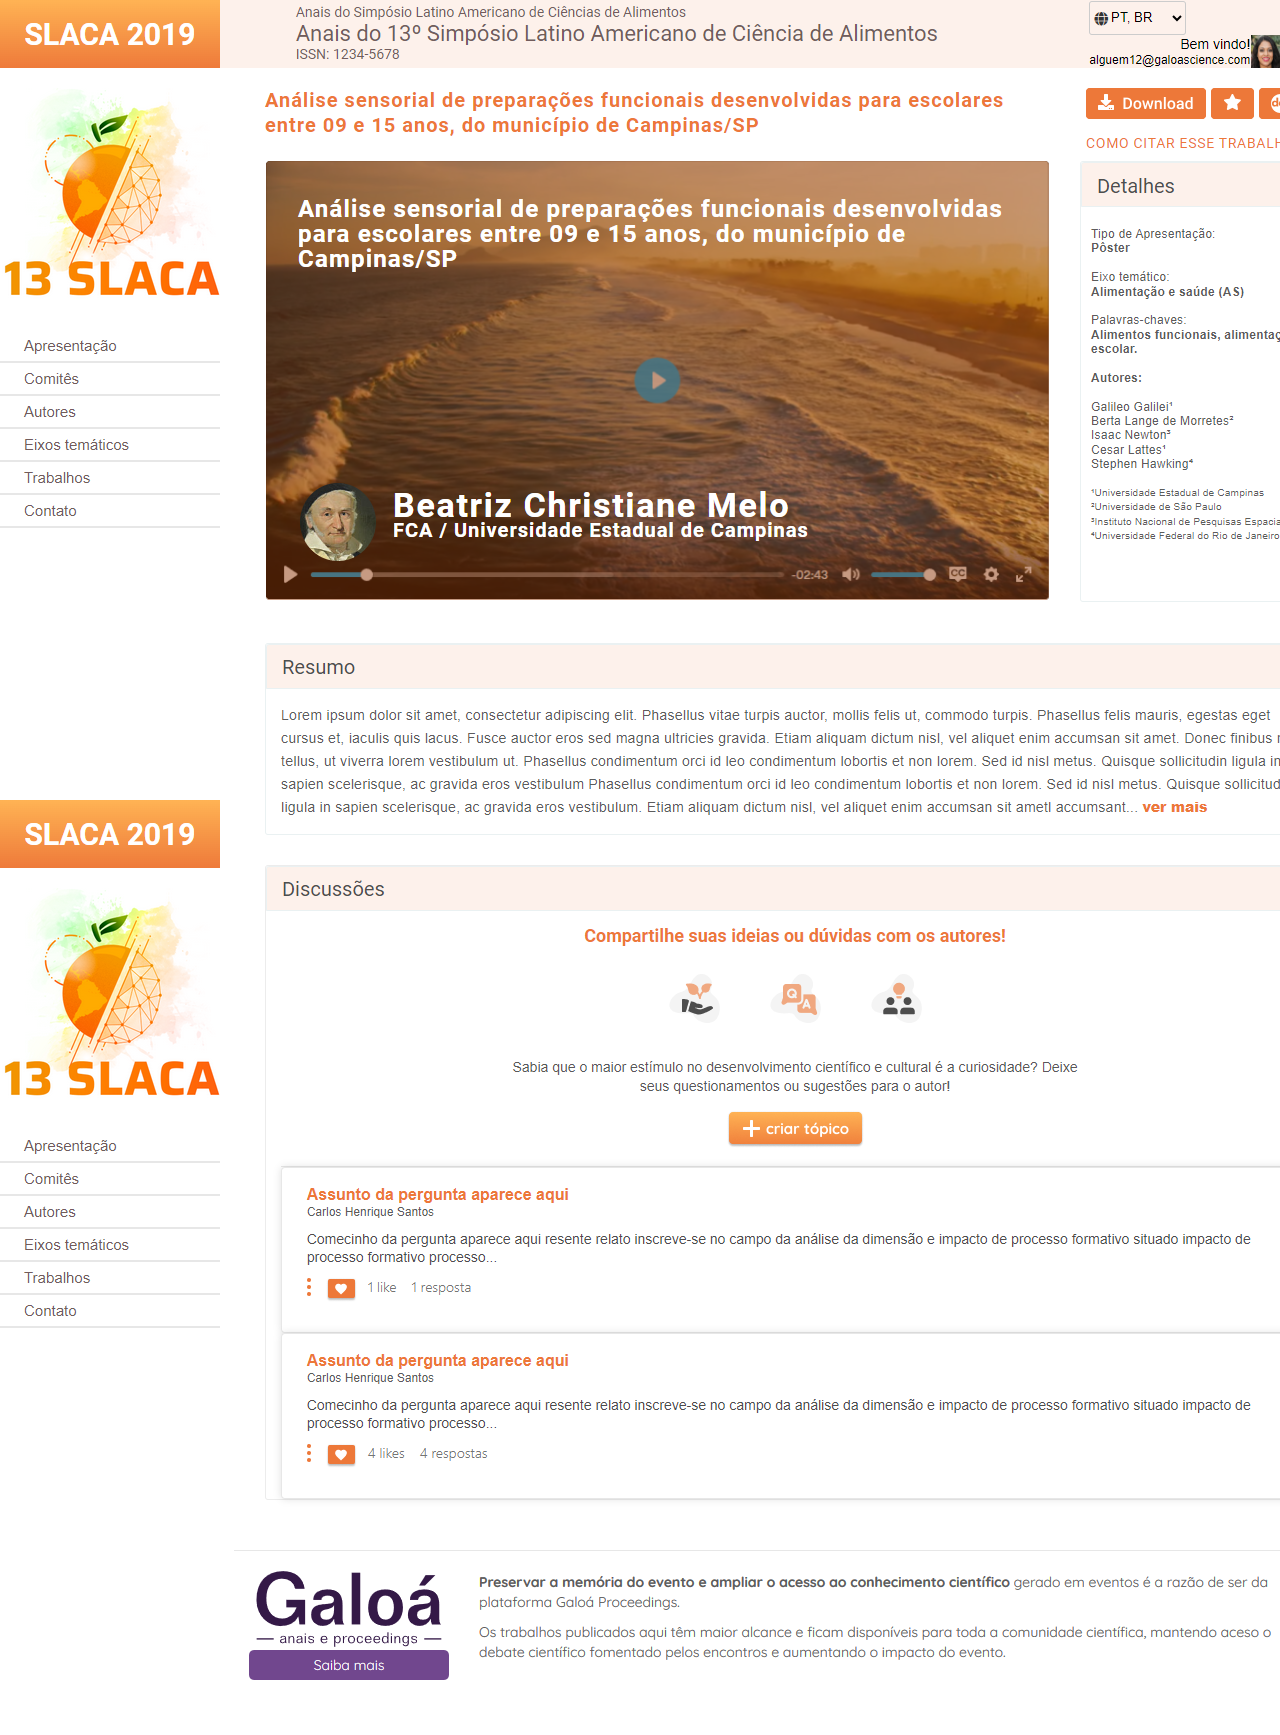 SLACA 2019
Anais do Simpósio Latino Americano de Ciências de Alimentos
Anais do 13º Simpósio Latino Americano de Ciência de Alimentos
ISSN: 1234-5678
PT, BR
Bem vindo!
alguem12@galoascience.com
13 SLACA
Apresentação
Comitês
Autores
Eixos temáticos
Trabalhos
Contato
Análise sensorial de preparações funcionais desenvolvidas para escolares
entre 09 e 15 anos, do município de Campinas/SP
Download
COMO CITAR ESSE TRABALH
Análise sensorial de preparações funcionais desenvolvidas
para escolares entre 09 e 15 anos, do município de
Campinas/SP
Beatriz Christiane Melo
FCA / Universidade Estadual de Campinas
-02:43
CC
Detalhes
Tipo de Apresentação:
Pôster
Eixo temático:
Alimentação e saúde (AS)
Palavras-chaves:
Alimentos funcionais, alimentaç
escolar.
Autores:
Galileo Galilei¹
Berta Lange de Morretes²
Isaac Newton³
Cesar Lattes¹
Stephen Hawking⁴
¹Universidade Estadual de Campinas
²Universidade de São Paulo
³Instituto Nacional de Pesquisas Espacia
⁴Universidade Federal do Rio de Janeiro
Resumo
Lorem ipsum dolor sit amet, consectetur adipiscing elit. Phasellus vitae turpis auctor, mollis felis ut, commodo turpis. Phasellus felis mauris, egestas eget
cursus et, iaculis quis lacus. Fusce auctor eros sed magna ultricies gravida. Etiam aliquam dictum nisl, vel aliquet enim accumsan sit amet. Donec finibus
tellus, ut viverra lorem vestibulum ut. Phasellus condimentum orci id leo condimentum lobortis et non lorem. Sed id nisl metus. Quisque sollicitudin ligula in
sapien scelerisque, ac gravida eros vestibulum Phasellus condimentum orci id leo condimentum lobortis et non lorem. Sed id nisl metus. Quisque sollicitud
ligula in sapien scelerisque, ac gravida eros vestibulum. Etiam aliquam dictum nisl, vel aliquet enim accumsan sit ametl accumsant... ver mais
SLACA 2019
13 SLACA
Apresentação
Comitês
Autores
Eixos temáticos
Trabalhos
Contato
Discussões
Compartilhe suas ideias ou dúvidas com os autores!
Q A
Sabia que o maior estímulo no desenvolvimento científico e cultural é a curiosidade? Deixe
seus questionamentos ou sugestões para o autor!
criar tópico
Assunto da pergunta aparece aqui
Carlos Henrique Santos
Comecinho da pergunta aparece aqui resente relato inscreve-se no campo da análise da dimensão e impacto de processo formativo situado impacto de
processo formativo processo...
1 like 1 resposta
Assunto da pergunta aparece aqui
Carlos Henrique Santos
Comecinho da pergunta aparece aqui resente relato inscreve-se no campo da análise da dimensão e impacto de processo formativo situado impacto de
processo formativo processo...
4 likes 4 respostas
Galoá
anais e proceedings
Saiba mais
Preservar a memória do evento e ampliar o acesso ao conhecimento científico gerado em eventos é a razão de ser da
plataforma Galoá Proceedings.
Os trabalhos publicados aqui têm maior alcance e ficam disponíveis para toda a comunidade científica, mantendo aceso o
debate científico fomentado pelos encontros e aumentando o impacto do evento.